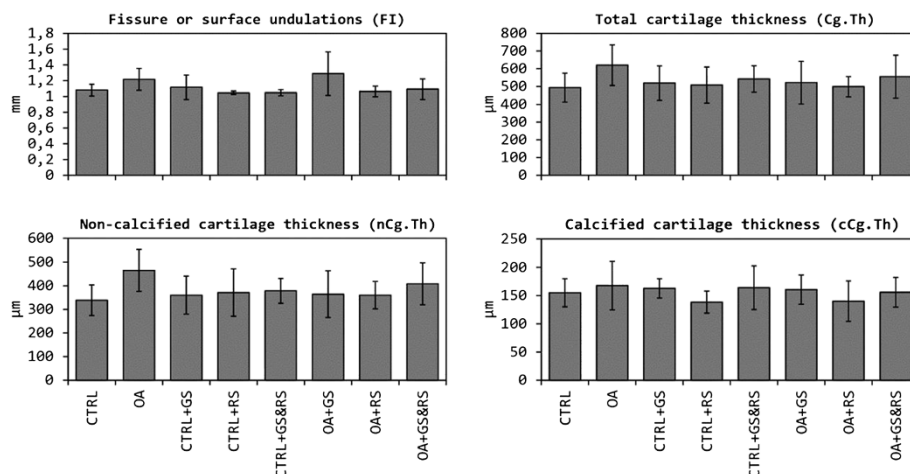 Fissure or surface undulations (FI)
1,8
1,6
1,4
1,2
1
0,8
0,6
0,4
0,2
0
mm
Total cartilage thickness (Cg.Th)
800
700
600
500
400
300
200
100
0
µm
Non-calcified cartilage thickness (nCg.Th)
600
500
400
300
200
100
0
µm
CTRL
OA
CTRL+GS
CTRL+RS
CTRL+GS&RS
OA+GS
OA+RS
OA+GS&RS
Calcified cartilage thickness (cCg.Th)
250
200
150
100
50
0
µm
CTRL
OA
CTRL+GS
CTRL+RS
CTRL+GS&RS
OA+GS
OA+RS
OA+GS&RS